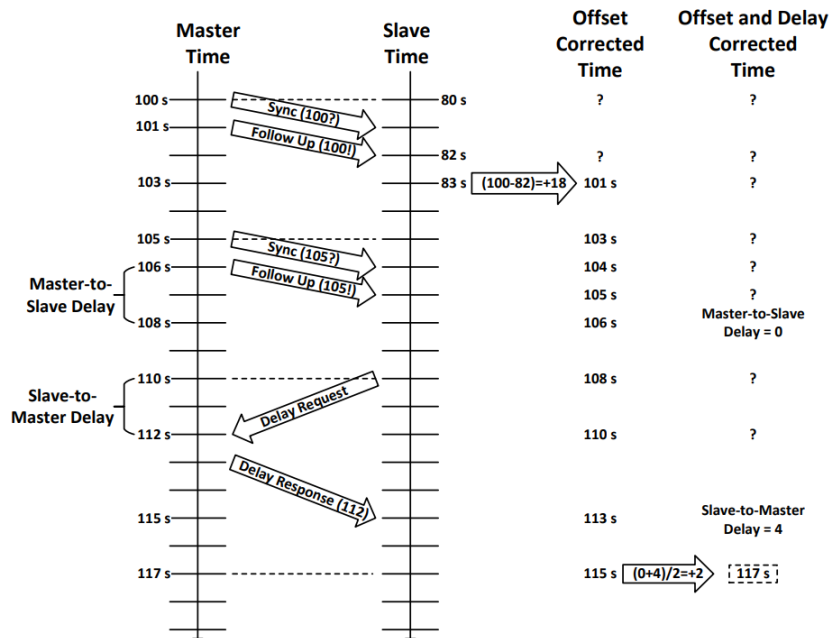 Master
Time
Slave
Time
Offset
Corrected
Time
Offset and Delay
Corrected
Time
100 s
Sync (100?)
80 s
?
?
101 s
Follow Up (100!)
82 s
?
?
103 s
83 s
(100-82)=+18
101 s
?
105 s
Sync (105?)
103 s
?
Master-to-
Slave Delay
106 s
Follow Up (105!)
104 s
?
105 s
?
108 s
106 s
Master-to-Slave
Delay = 0
110 s
108 s
?
Slave-to-
Master Delay
Delay Request
112 s
110 s
?
Delay Response (112)
115 s
113 s
Slave-to-Master
Delay = 4
117 s
115 s
(0+4)/2=+2
117 s